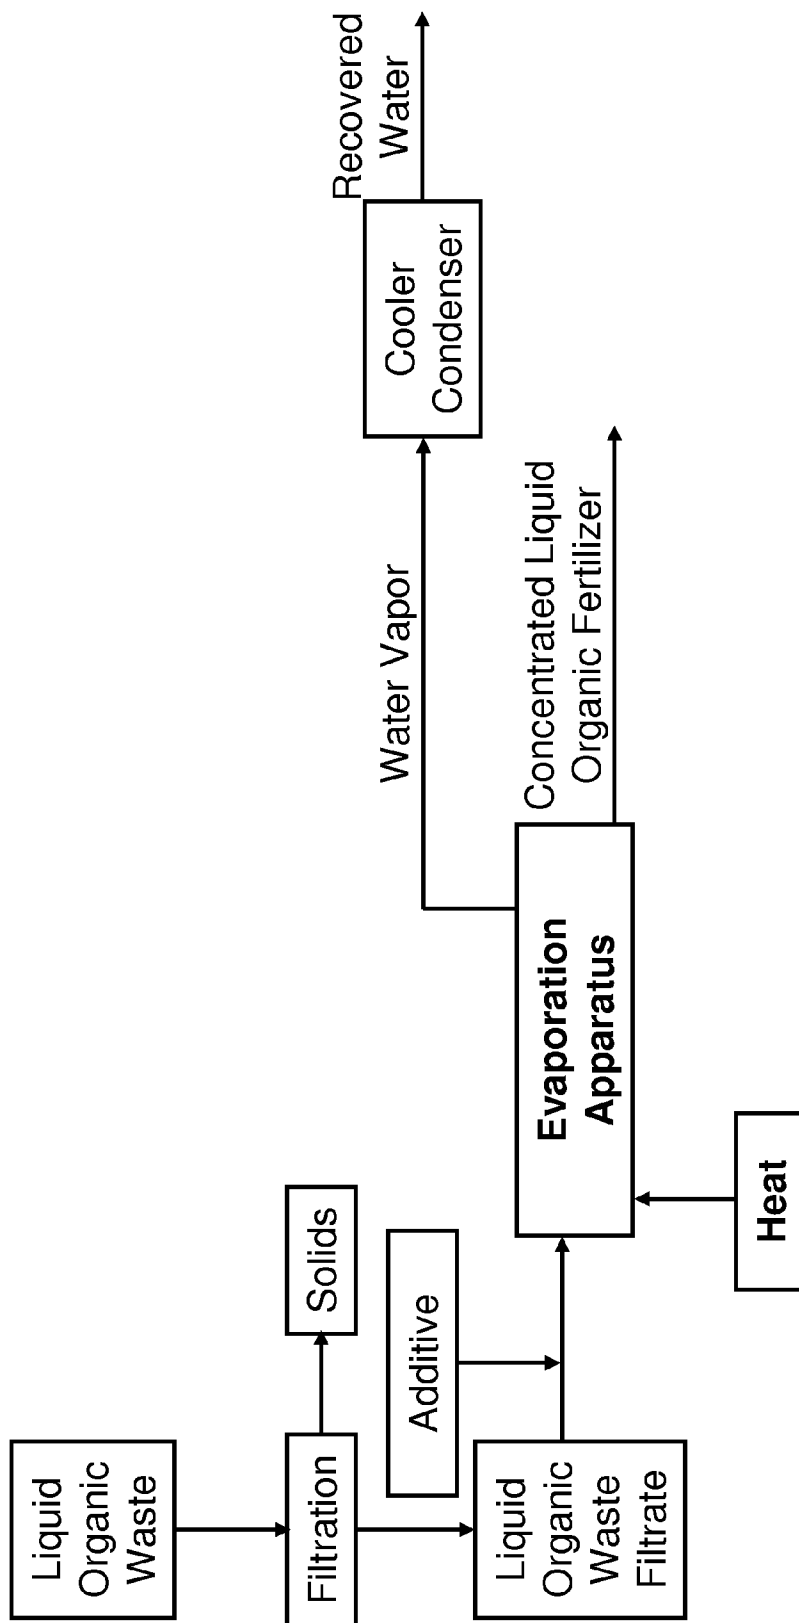 Liquid
Organic
Waste
Filtration
Solids
Liquid
Organic
Waste
Filtrate
Additive
Heat
Evaporation
Apparatus
Water Vapor
Concentrated Liquid
Organic Fertilizer
Cooler
Condenser
Recovered
Water